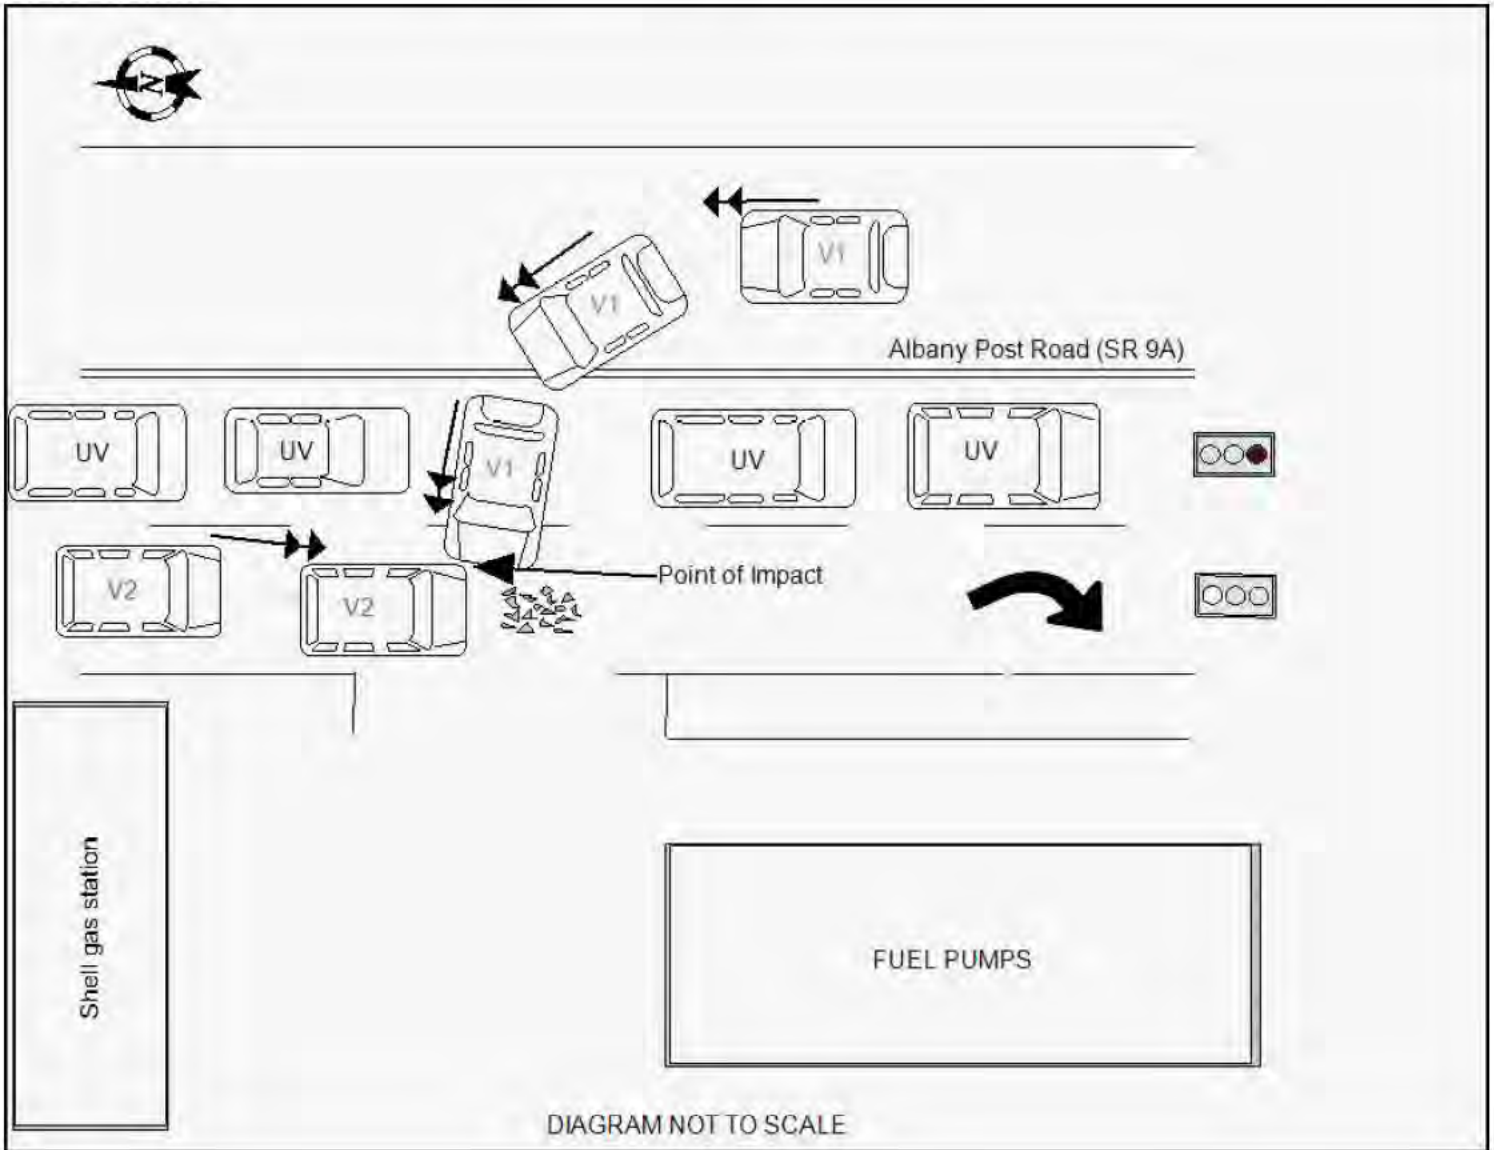 N
V1
V1
Albany Post Road (SR 9A)
UV
UV
V1
UV
UV
V2
V2
Point of Impact
Shell gas station
FUEL PUMPS
DIAGRAM NOT TO SCALE